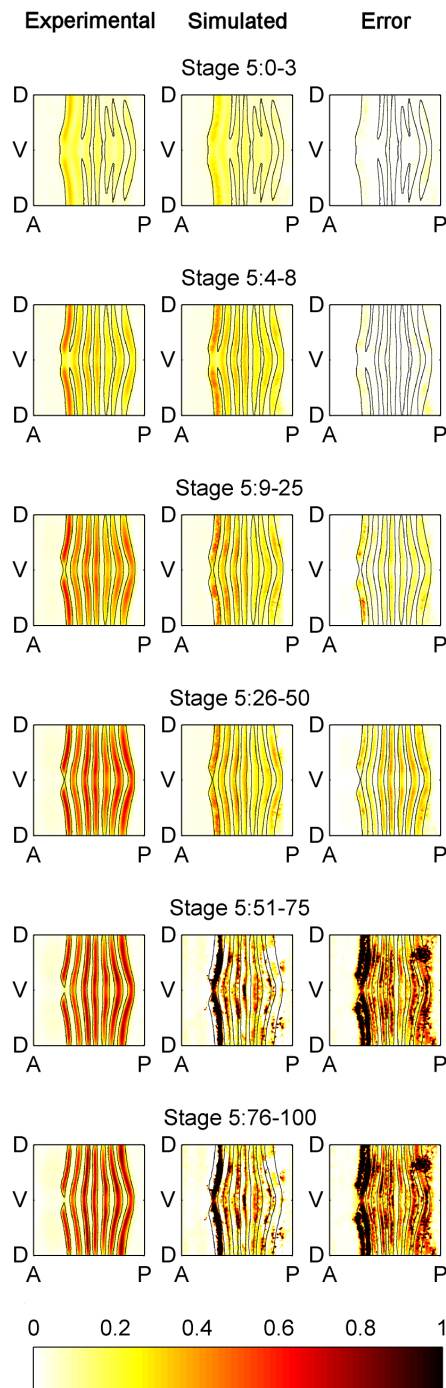 Experimental Simulated Error
Stage 5:0-3
D D D
V V V
D D D
A P A P A P
Stage 5:4-8
D D D
V V V
D D D
A P A P A P
Stage 5:9-25
D D D
V V V
D D D
A P A P A P
Stage 5:26-50
D D D
V V V
D D D
A P A P A P
Stage 5:51-75
D D D
V V V
D D D
A P A P A P
Stage 5:76-100
D D D
V V V
D D D
A P A P A P
0 0.2 0.4 0.6 0.8 1